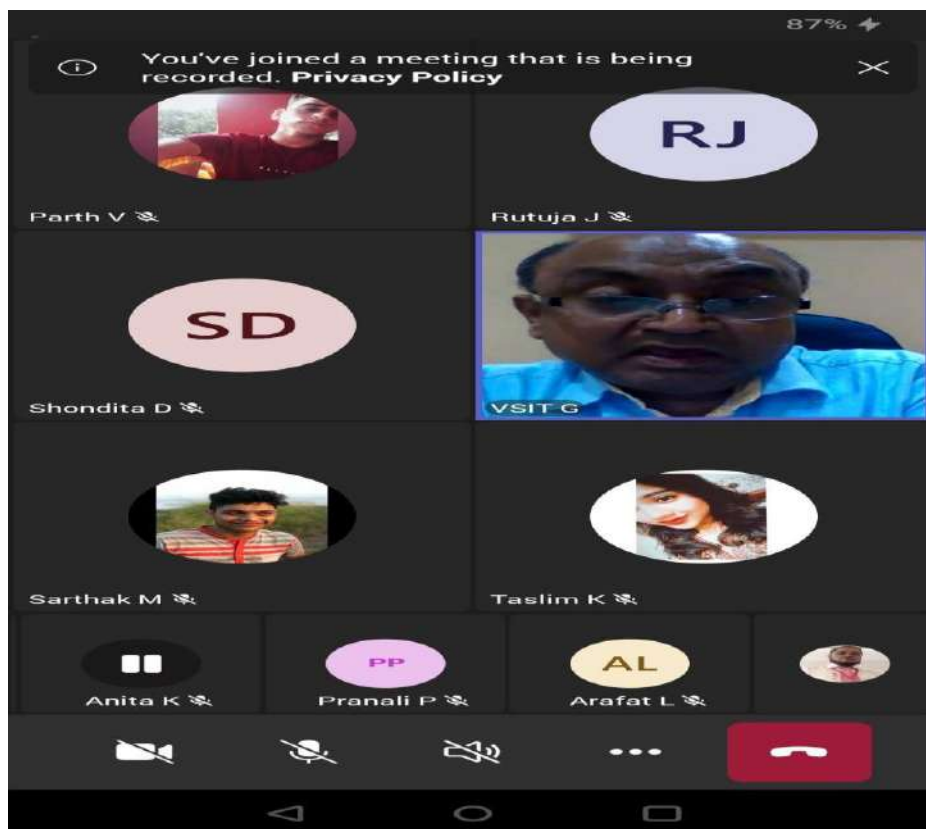 87%
You've joined a meeting that is being
recorded. Privacy Policy
RJ
Parth V
Rutuja J
SD
Shondita D
VSIT G
Sarthak M
Taslim K
PP
AL
Anita K
Pranali P
Arafat L